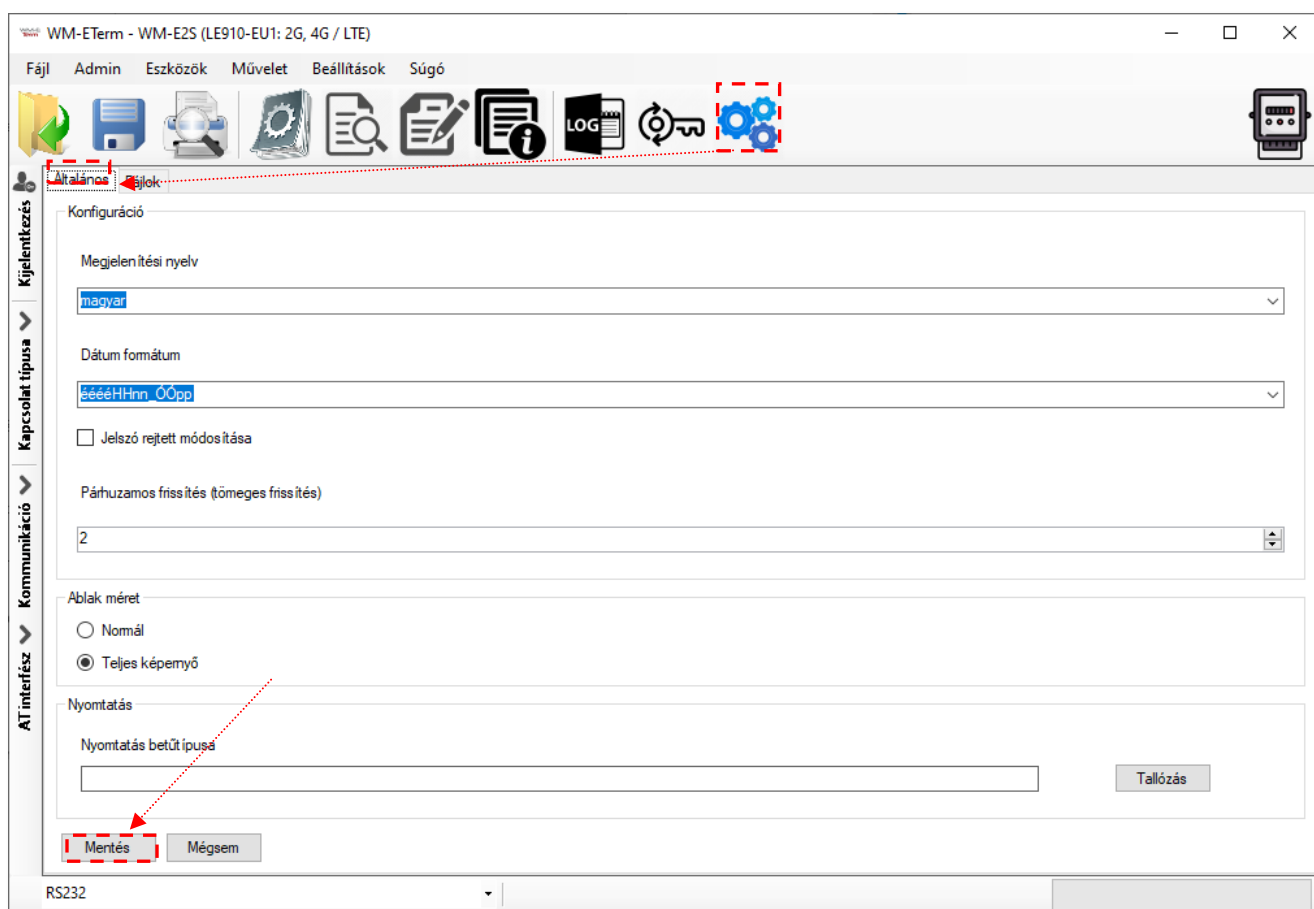 WM-ETerm - WM-E2S (LE910-EU1: 2G, 4G / LTE)
Fájl Admin Eszközök Művelet Beállítások Súgó
LOG
Általános Fájlok
Kijelentkezés
Kapcsolat típusa
Kommunikáció
AT interfész
Konfiguráció
Megjelenítési nyelv
magyar
Dátum formátum
ééééHHnn_ÓÓpp
Jelszó rejtett módosítása
Párhuzamos frissítés (tömeges frissítés)
2
Ablak méret
Normál
Teljes képernyő
Nyomtatás
Nyomtatás betűtípusa
Tallózás
Mentés Mégsem
RS232